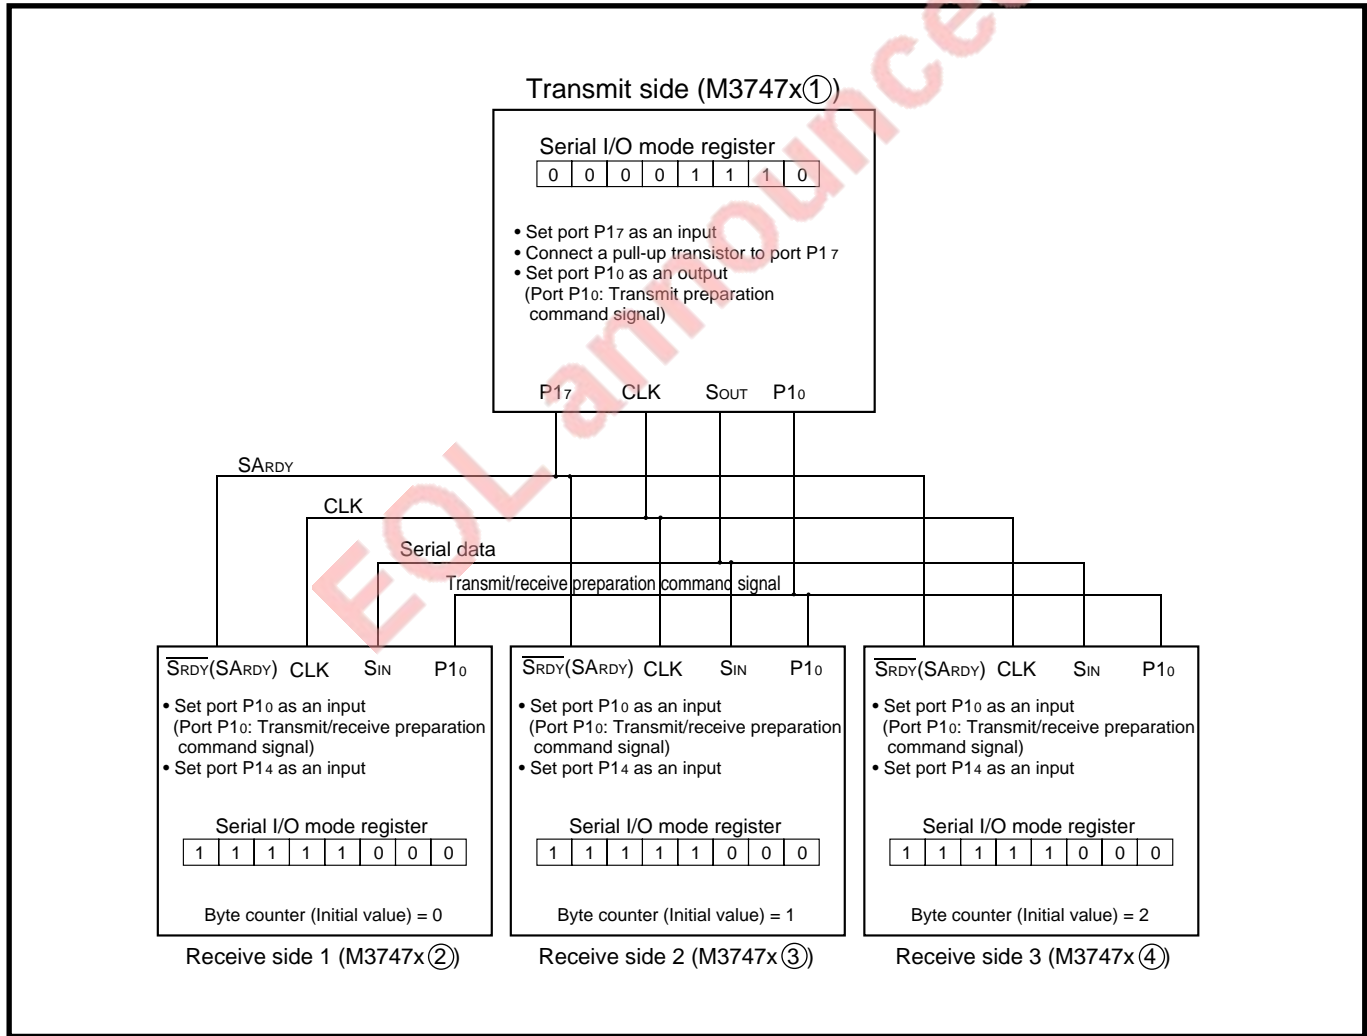 EOL announced
Transmit side (M3747x①)
Serial I/O mode register
0 0 0 0 1 1 1 0
• Set port P17 as an input
• Connect a pull-up transistor to port P17
• Set port P10 as an output
(Port P10: Transmit preparation
command signal)
P17 CLK SOUT P10
SARDY
CLK
Serial data
Transmit/receive preparation command signal
SRDY(SARDY) CLK SIN P10
• Set port P10 as an input
(Port P10: Transmit/receive preparation
command signal)
• Set port P14 as an input
Serial I/O mode register
1 1 1 1 1 0 0 0
Byte counter (Initial value) = 0
Receive side 1 (M3747x②)
SRDY(SARDY) CLK SIN P10
• Set port P10 as an input
(Port P10: Transmit/receive preparation
command signal)
• Set port P14 as an input
Serial I/O mode register
1 1 1 1 1 0 0 0
Byte counter (Initial value) = 1
Receive side 2 (M3747x③)
SRDY(SARDY) CLK SIN P10
• Set port P10 as an input
(Port P10: Transmit/receive preparation
command signal)
• Set port P14 as an input
Serial I/O mode register
1 1 1 1 1 0 0 0
Byte counter (Initial value) = 2
Receive side 3 (M3747x④)